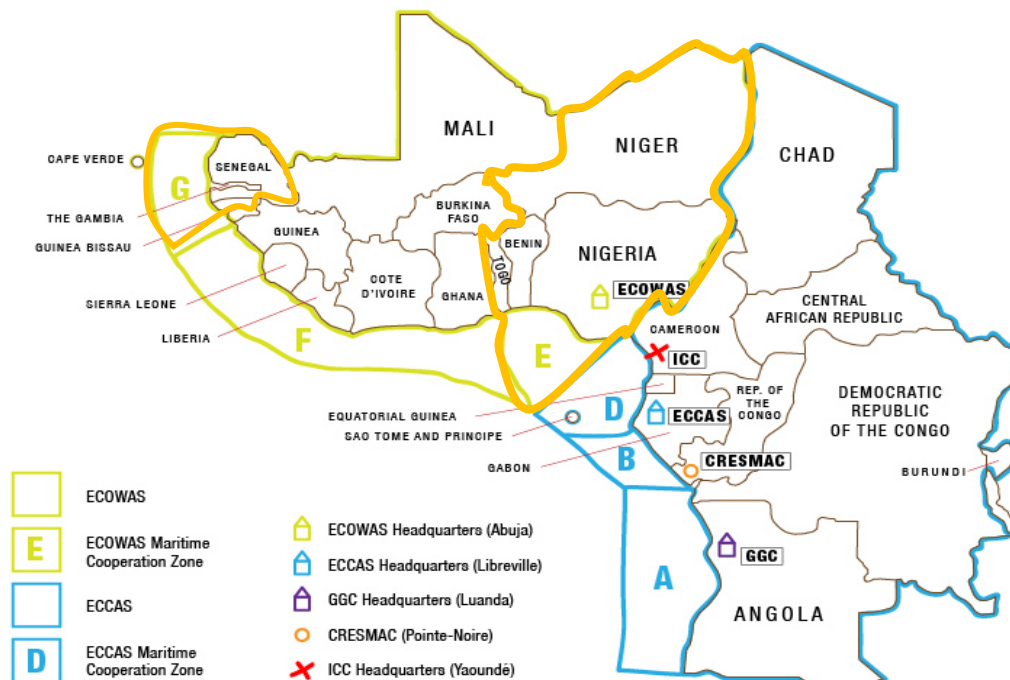 MALI
NIGER
CHAD
CAPE VERDE
SENEGAL
G
THE GAMBIA
GUINEA BISSAU
GUINEA
BURKINA
FASO
BENIN
TOGO
NIGERIA
ECOWAS
SIERRA LEONE
LIBERIA
COTE
D'IVOIRE
GHANA
F
E
CAMEROON
ICC
CENTRAL
AFRICAN REPUBLIC
EQUATORIAL GUINEA
SAO TOME AND PRINCIPE
D
ECCAS
REP. OF
THE
CONGO
DEMOCRATIC
REPUBLIC
OF THE CONGO
GABON
B
CRESMAC
BURUNDI
A
GGC
ANGOLA
ECOWAS
E
ECOWAS Maritime
Cooperation Zone
ECCAS
D
ECCAS Maritime
Cooperation Zone
ECOWAS Headquarters (Abuja)
ECCAS Headquarters (Libreville)
GGC Headquarters (Luanda)
CRESMAC (Pointe-Noire)
ICC Headquarters (Yaoundé)